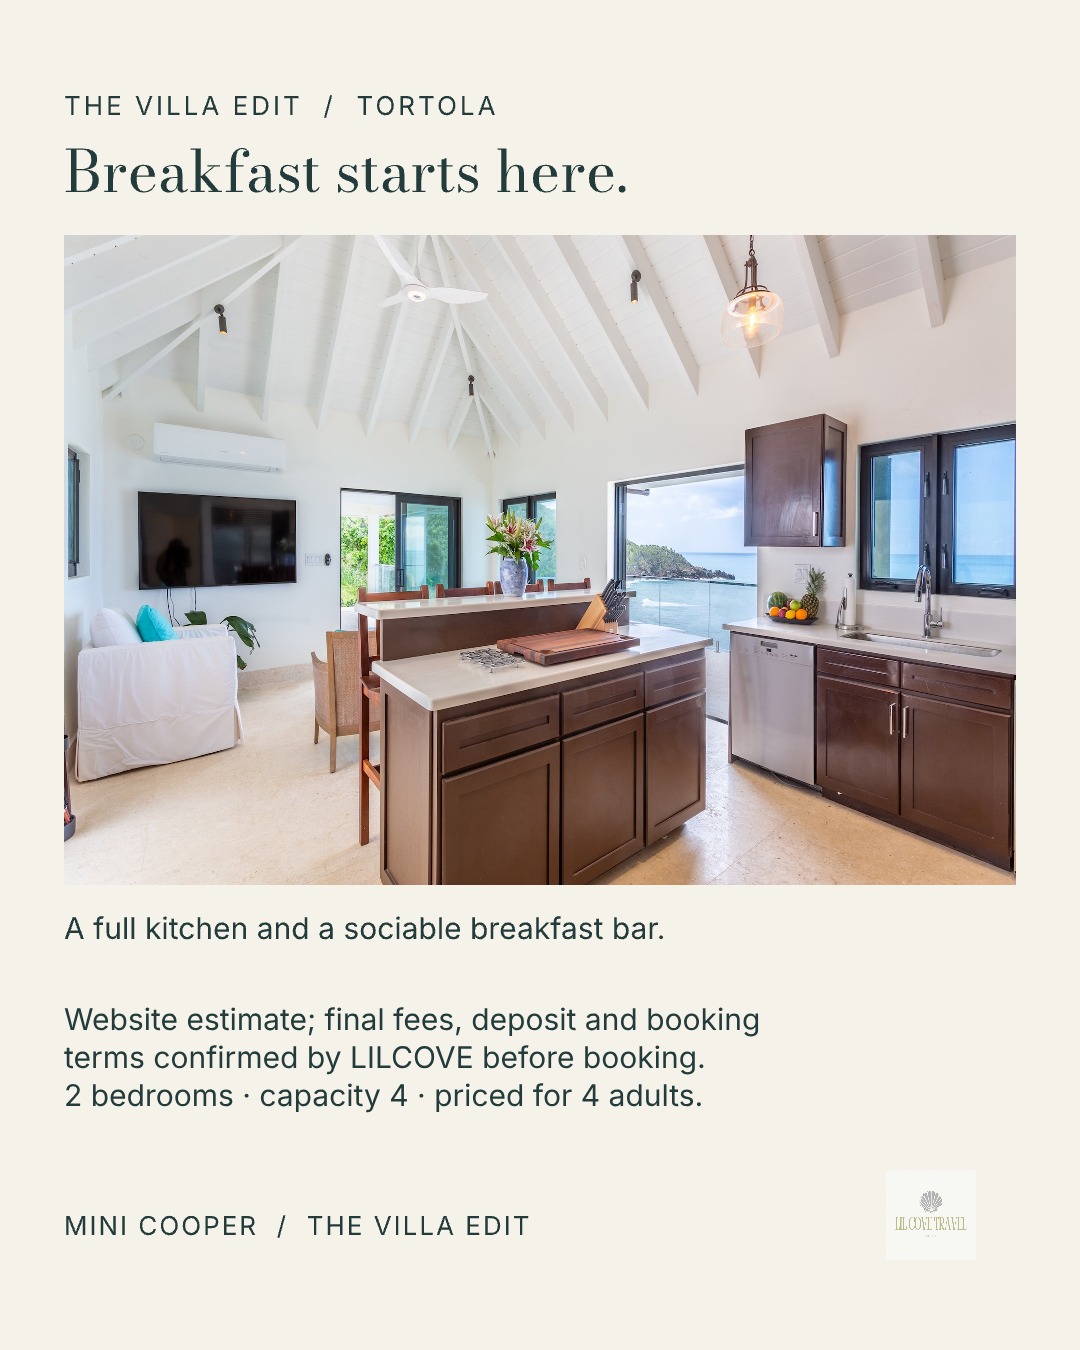 THE VILLA EDIT / TORTOLA
Breakfast starts here.
A full kitchen and a sociable breakfast bar.
Website estimate; final fees, deposit and booking
terms confirmed by LILCOVE before booking.
2 bedrooms · capacity 4 · priced for 4 adults.
MINI COOPER / THE VILLA EDIT
LIL COVE TRAVEL